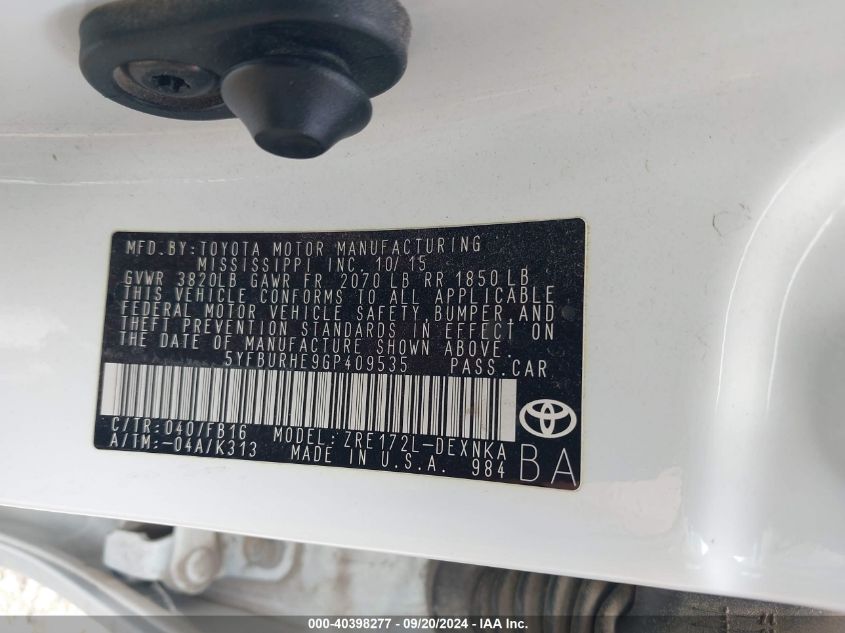 MFD. BY: TOYOTA MOTOR MANUFACTURING
MISSISSIPPI INC. 10/15
GVWR 3820LB GAWR FR 2070 LB RR 1850 LB
THIS VEHICLE CONFORMS TO ALL APPLICABLE
FEDERAL MOTOR VEHICLE SAFETY, BUMPER AND
THEFT PREVENTION STANDARDS IN EFFECT ON
THE DATE OF MANUFACTURE SHOWN ABOVE.
5YFBURHE9GP409535 PASS. CAR
C/TR: 040/FB16 MODEL: ZRE172L-DEXNKA
A/TM: -04A/K313 MADE IN U.S.A. 984 BA
000-40398277 - 09/20/2024 - IAA Inc.